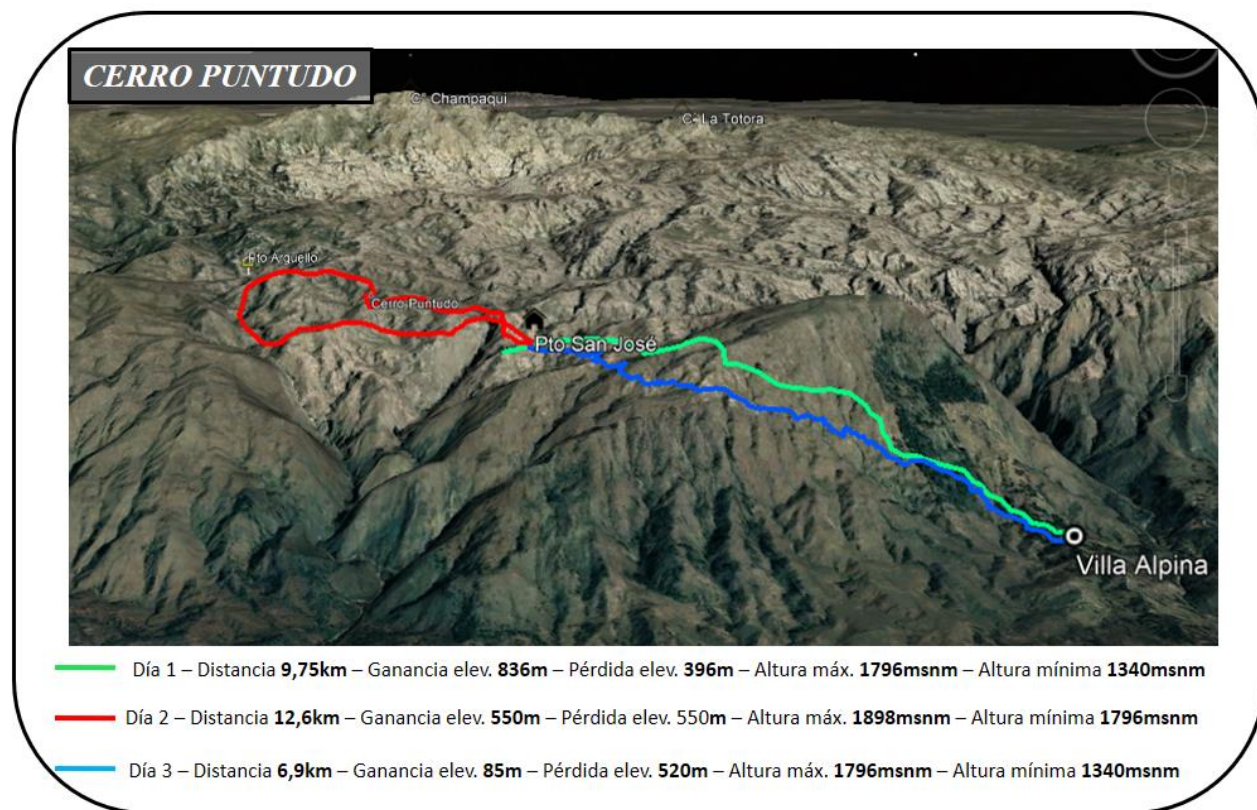 CERRO PUNTUDO
C° Champaqui
C° La Totora
Pto Arguello
Cerro Puntudo
Pto San José
Villa Alpina
Día 1 – Distancia 9,75km – Ganancia elev. 836m – Pérdida elev. 396m – Altura máx. 1796msnm – Altura mínima 1340msnm
Día 2 – Distancia 12,6km – Ganancia elev. 550m – Pérdida elev. 550m – Altura máx. 1898msnm – Altura mínima 1796msnm
Día 3 – Distancia 6,9km – Ganancia elev. 85m – Pérdida elev. 520m – Altura máx. 1796msnm – Altura mínima 1340msnm